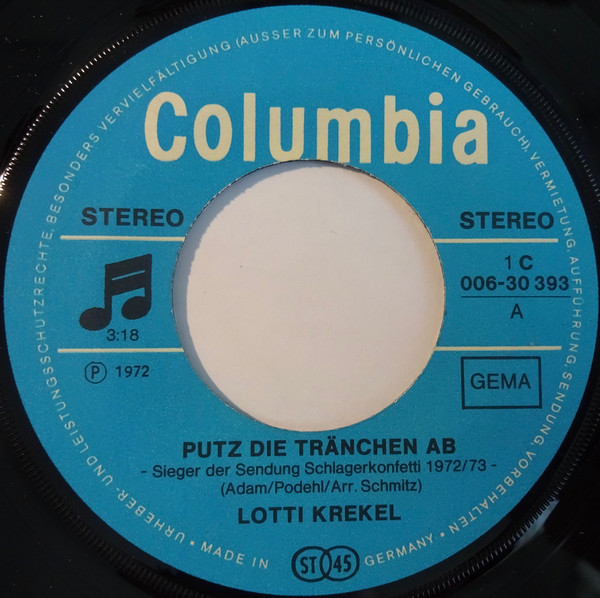 URHEBER- UND LEISTUNGSSCHUTZRECHTE, BESONDERS VERVIELFÄLTIGUNG (AUSSER ZUM PERSÖNLICHEN GEBRAUCH), VERMIETUNG, AUFFÜHRUNG, SENDUNG VORBEHALTEN
Columbia
STEREO
STEREO
3:18
Ⓟ 1972
1 C
006-30 393
A
GEMA
PUTZ DIE TRÄNCHEN AB
- Sieger der Sendung Schlagerkonfetti 1972/73 -
(Adam/Podehl/Arr. Schmitz)
LOTTI KREKEL
• MADE IN ST 45 GERMANY •